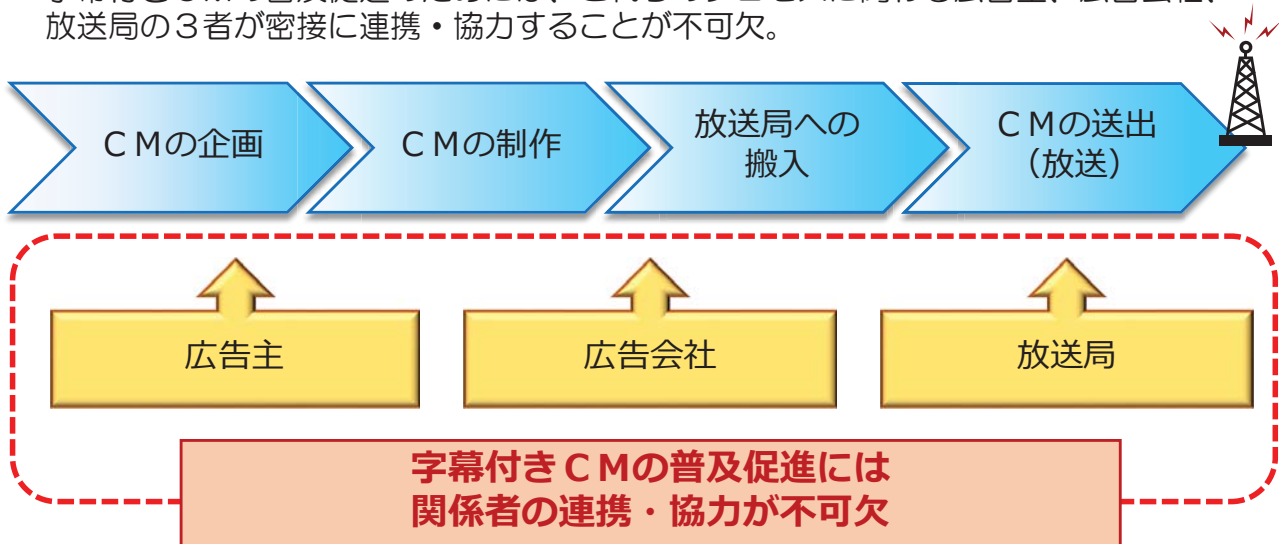 放送局の３者が密接に連携・協力することが不可欠。
ＣＭの企画
ＣＭの制作
放送局への
搬入
ＣＭの送出
（放送）
広告主
広告会社
放送局
字幕付きＣＭの普及促進には
関係者の連携・協力が不可欠